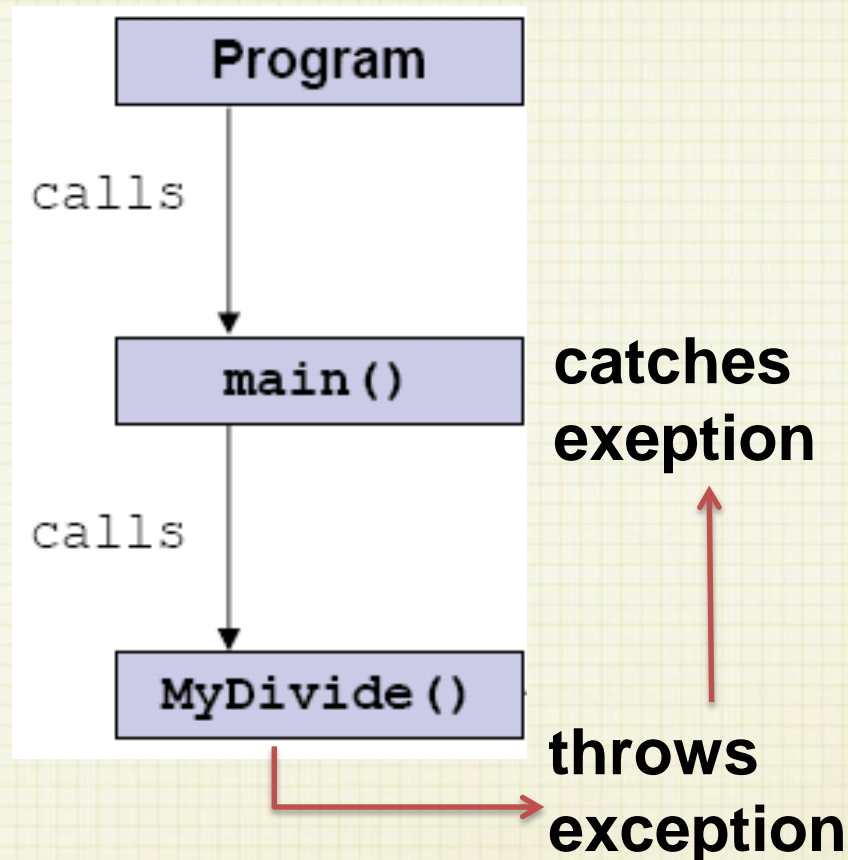 Program
calls
main()
catches
exeption
calls
MyDivide()
throws
exception